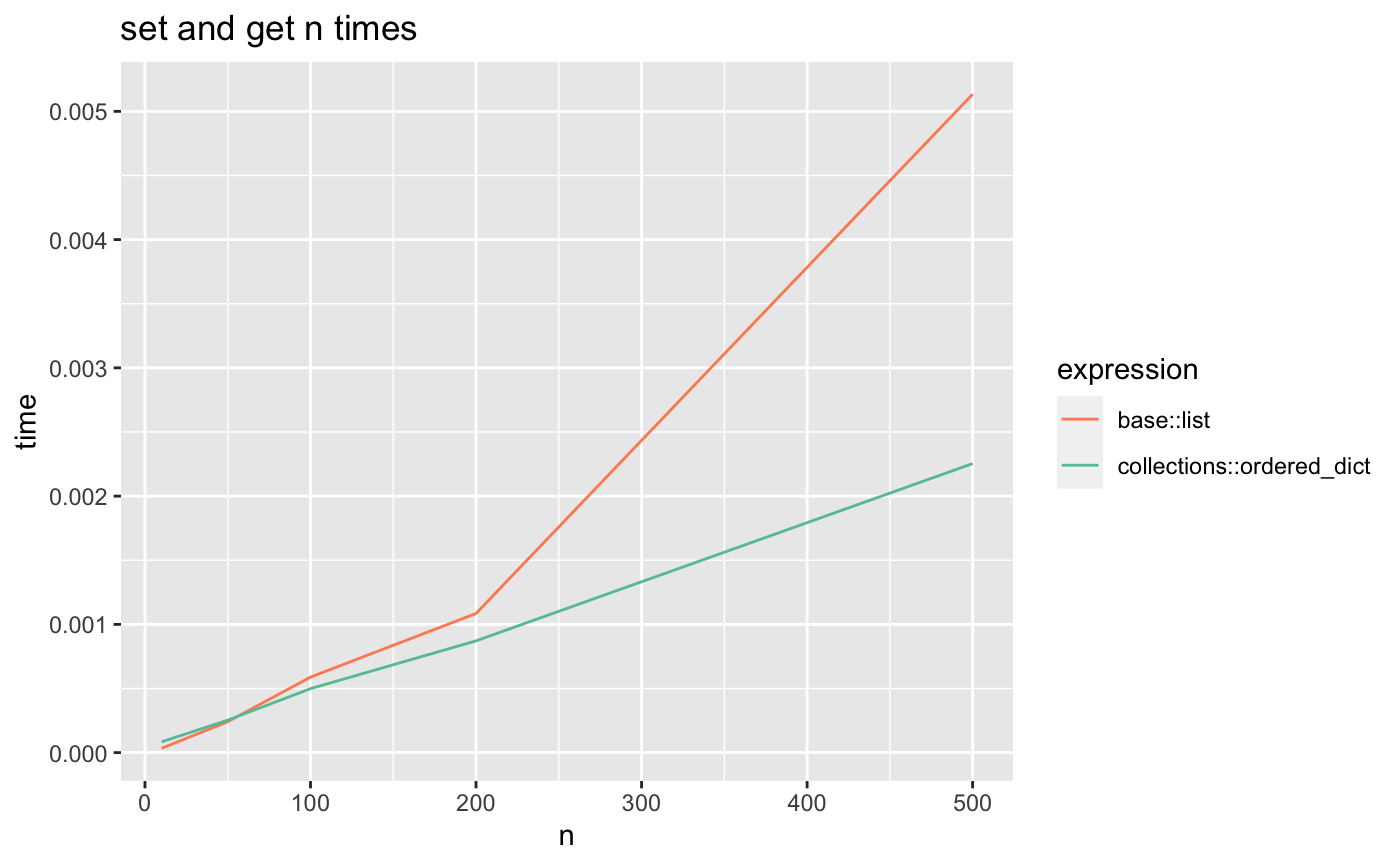 set and get n times
0.005
0.004
0.003
0.002
0.001
0.000
time
0 100 200 300 400 500
n
expression
base::list
collections::ordered_dict